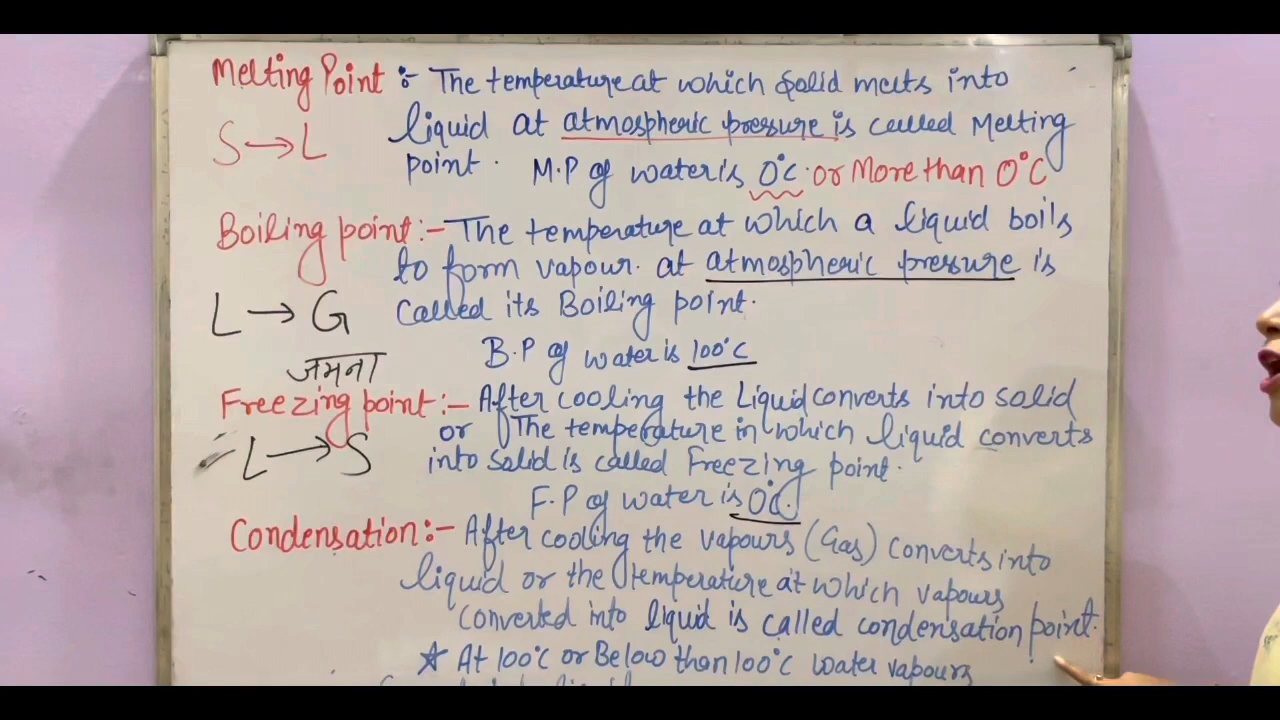 Melting Point :- The temperature at which solid melts into
S → L
liquid at atmospheric pressure is called Melting
point. M.P of water is 0°C. or More than 0°C
Boiling point :- The temperature at which a liquid boils
to form vapour. at atmospheric pressure is
L → G
called its Boiling point.
B.P of water is 100°C
जमना
Freezing point :- After cooling the Liquid converts into solid
or The temperature in which liquid converts
L → S
into solid is called Freezing point.
F.P of water is 0°C.
Condensation :- After cooling the vapours (Gas) converts into
liquid or the temperature at which vapours
converted into liquid is called condensation point.
☆ At 100°C or Below than 100°C water vapours